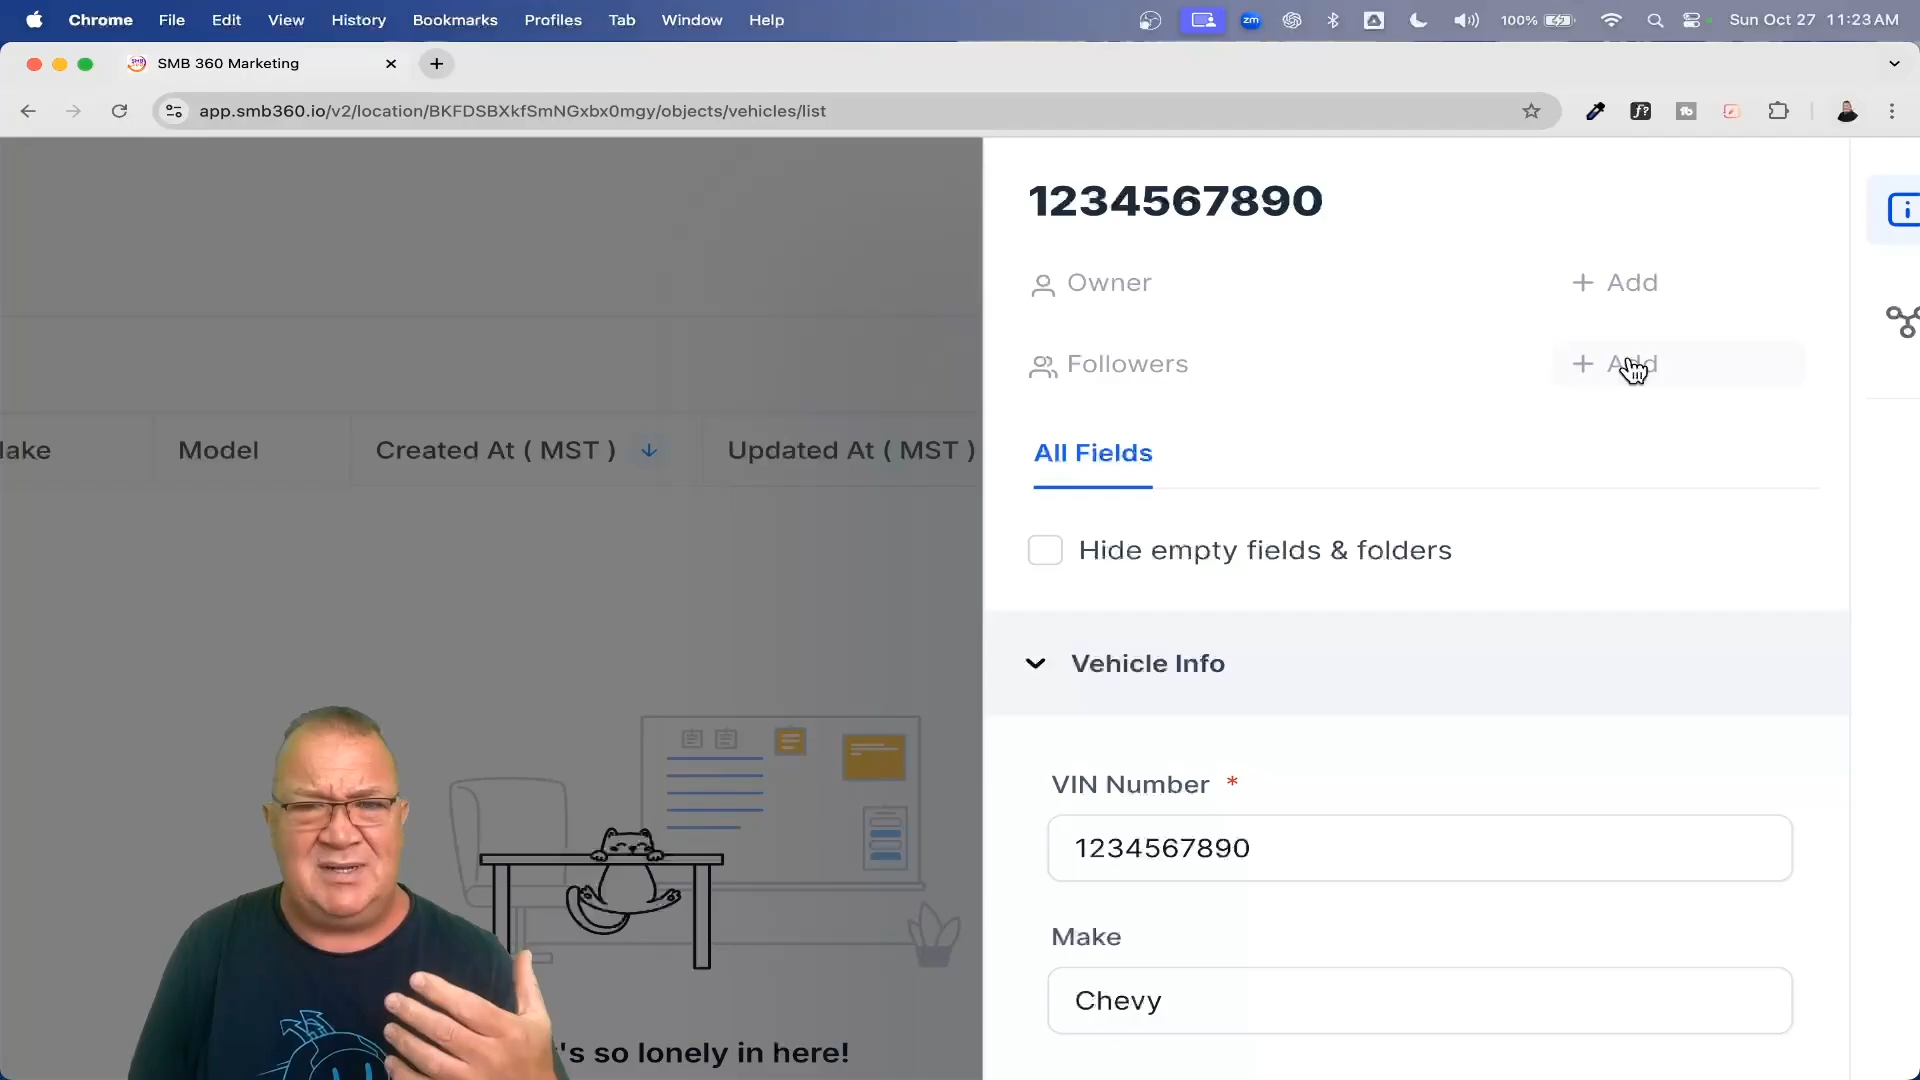 Chrome File Edit View History Bookmarks Profiles Tab Window Help zm 100% Sun Oct 27 11:23 AM
SMB 360 Marketing
app.smb360.io/v2/location/BKFDSBXkfSmNGxbx0mgy/objects/vehicles/list
1234567890
Owner + Add
Followers + Add
ake Model Created At ( MST ) Updated At ( MST )
All Fields
Hide empty fields & folders
Vehicle Info
VIN Number *
1234567890
Make
Chevy
's so lonely in here!